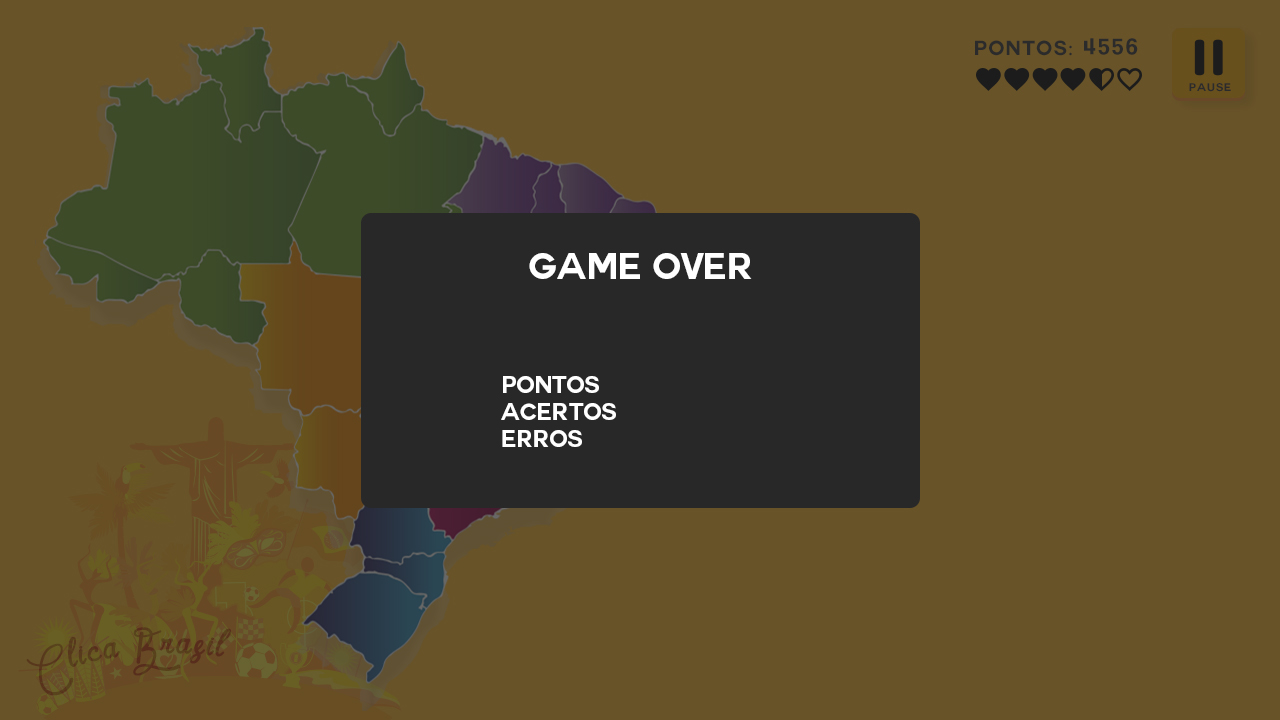 PONTOS: 4556
PAUSE
GAME OVER
PONTOS
ACERTOS
ERROS
Clica Brasil